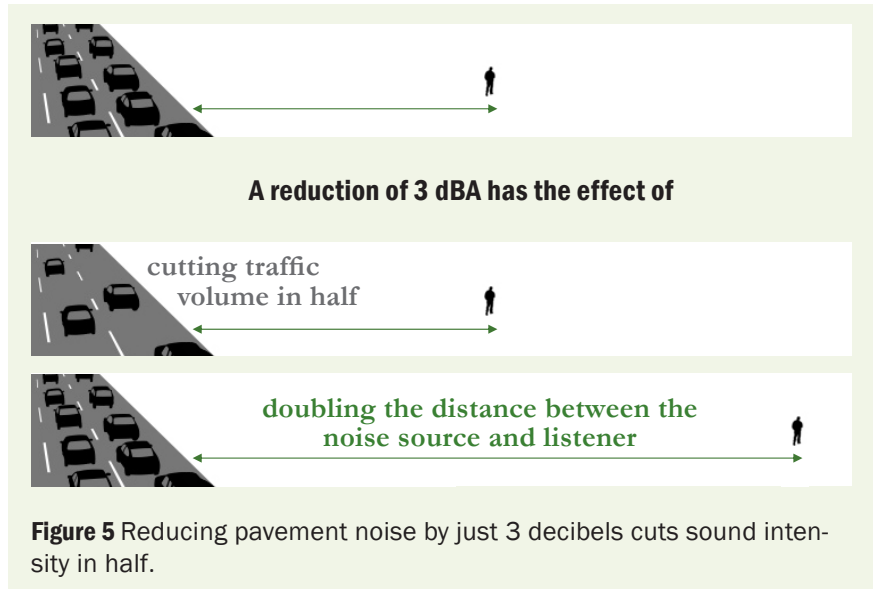 A reduction of 3 dBA has the effect of
cutting traffic
volume in half
doubling the distance between the
noise source and listener
Figure 5 Reducing pavement noise by just 3 decibels cuts sound inten-
sity in half.